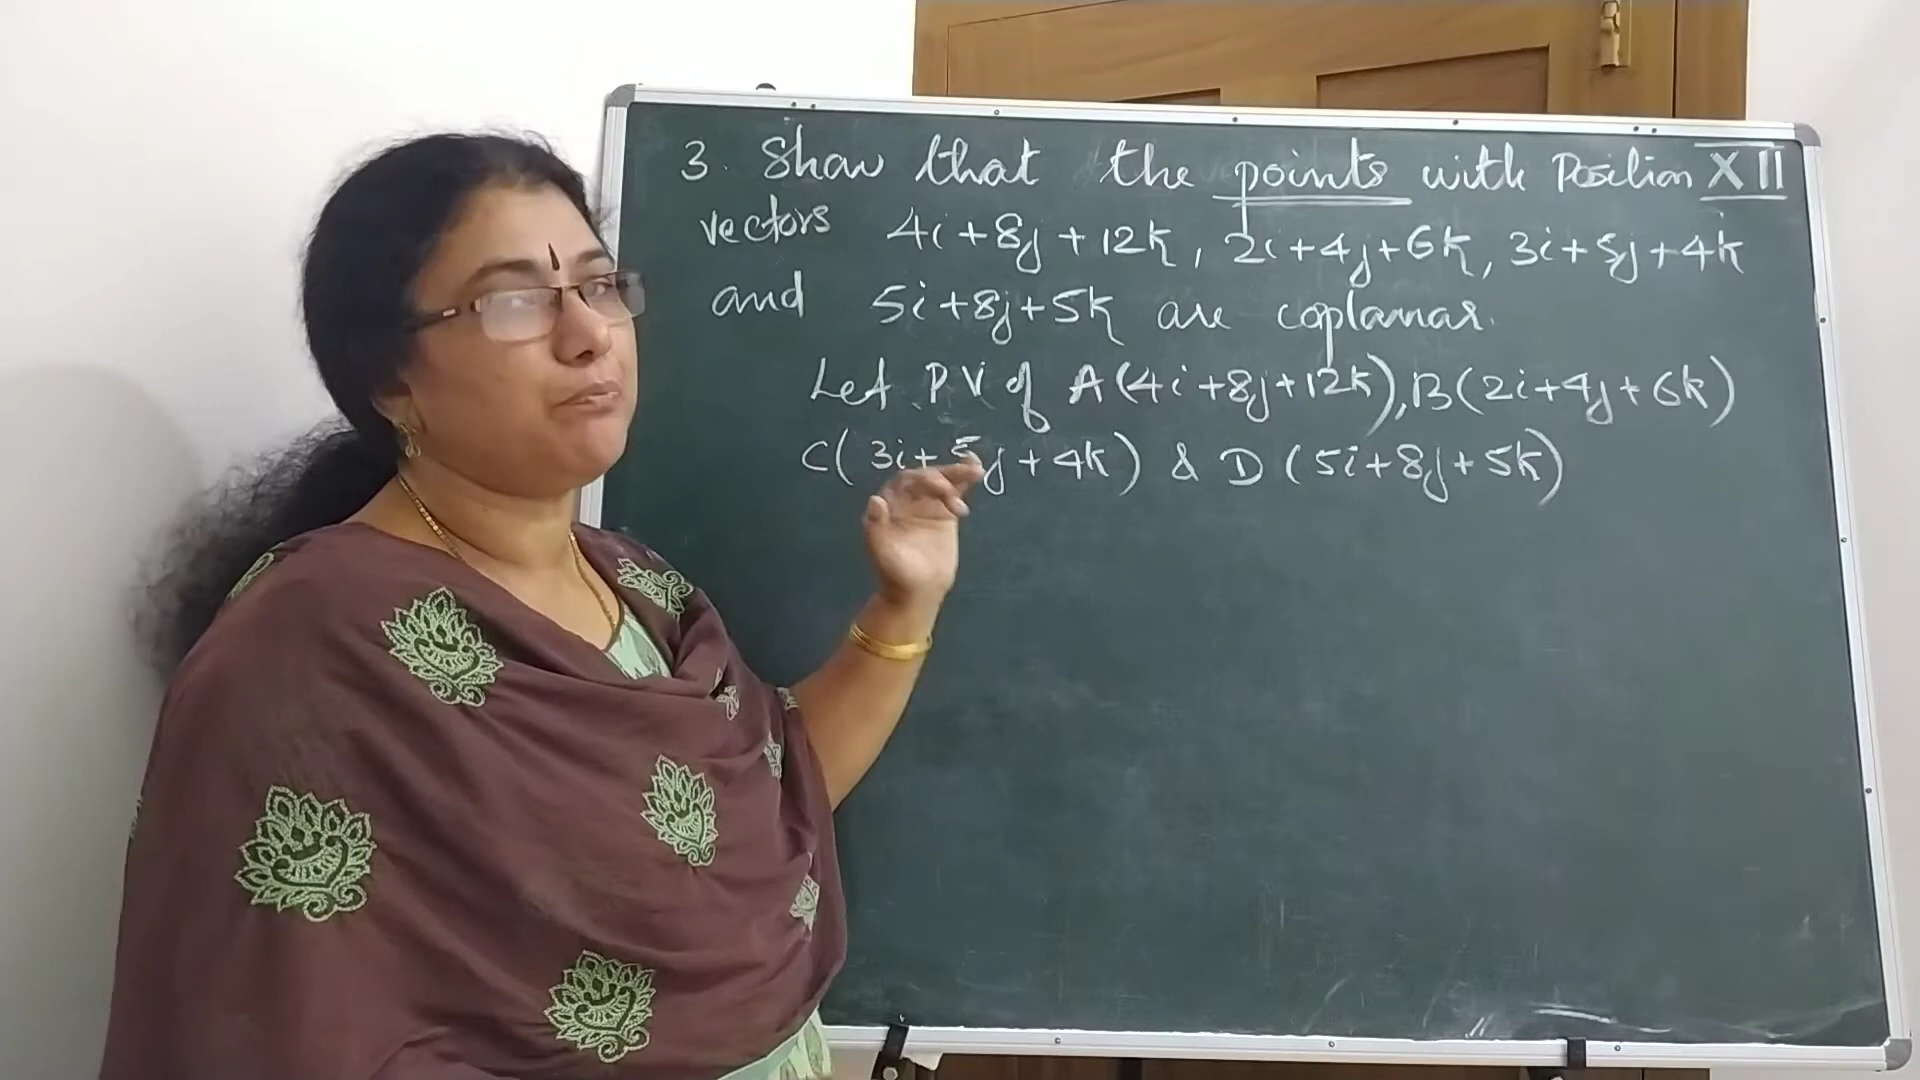 3. Show that the points with Position XII
vectors 4i+8j+12k, 2i+4j+6k, 3i+5j+4k
and 5i+8j+5k are coplanar.
Let PV of A(4i+8j+12k), B(2i+4j+6k)
C(3i+5j+4k) & D(5i+8j+5k)